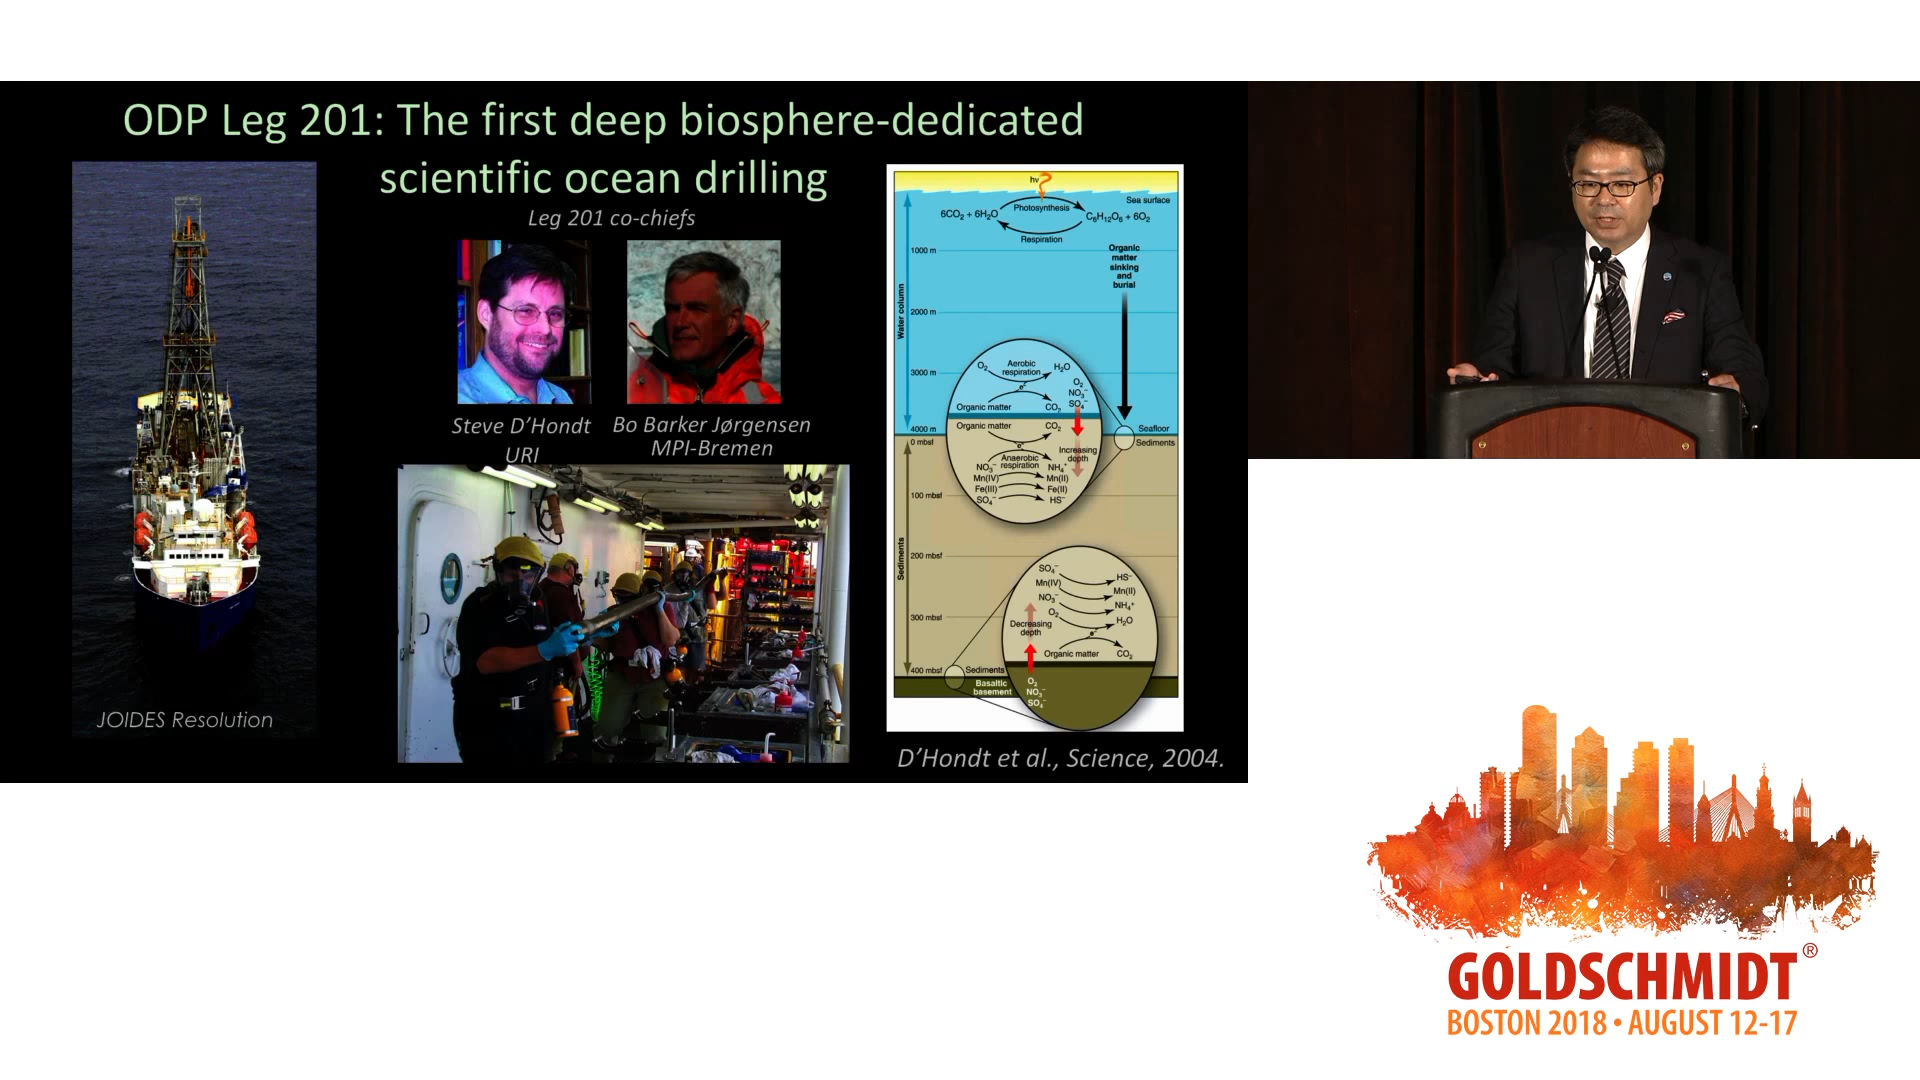 ODP Leg 201: The first deep biosphere-dedicated
scientific ocean drilling
Leg 201 co-chiefs
Steve D'Hondt
URI
Bo Barker Jørgensen
MPI-Bremen
JOIDES Resolution
hν
Sea surface
6CO₂ + 6H₂O
Photosynthesis
C₆H₁₂O₆ + 6O₂
Respiration
1000 m
Organic
matter
sinking
and
burial
Water column
2000 m
3000 m
O₂
Aerobic
respiration
H₂O
e⁻
O₂
NO₃⁻
SO₄⁻
Organic matter
CO₂
4000 m
Seafloor
0 mbsf
Sediments
Organic matter
CO₂
e⁻
Increasing
depth
Anaerobic
respiration
NO₃⁻
NH₄⁺
Mn(IV)
Mn(II)
Fe(III)
Fe(II)
SO₄⁻
HS⁻
100 mbsf
200 mbsf
Sediments
SO₄⁻
HS⁻
Mn(IV)
Mn(II)
NO₃⁻
NH₄⁺
O₂
H₂O
300 mbsf
Decreasing
depth
e⁻
Organic matter
CO₂
400 mbsf
Sediments
Basaltic
basement
O₂
NO₃⁻
SO₄⁻
D'Hondt et al., Science, 2004.
GOLDSCHMIDT®
BOSTON 2018 • AUGUST 12-17